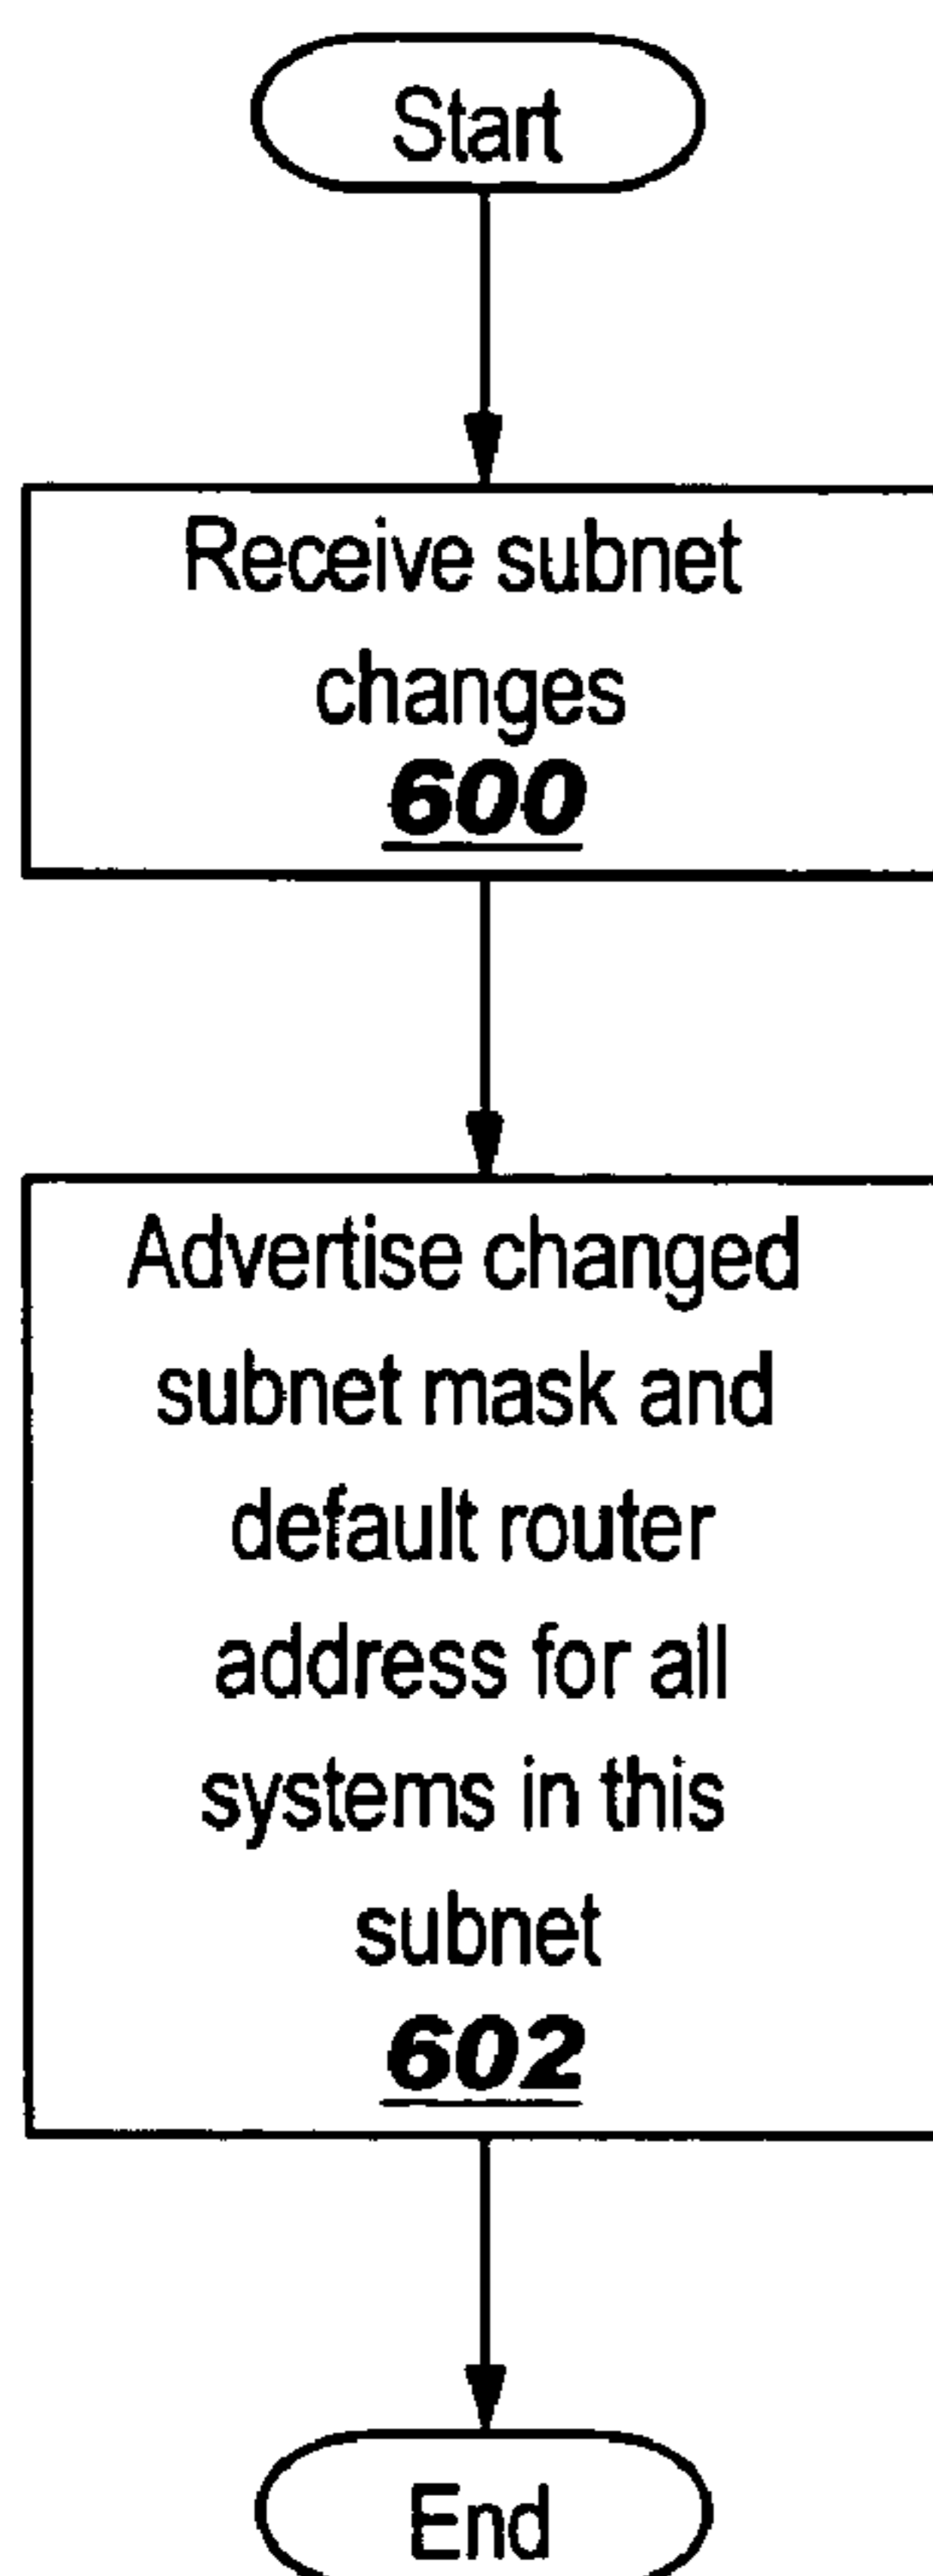 Start
Receive subnet
changes
600
Advertise changed
subnet mask and
default router
address for all
systems in this
subnet
602
End